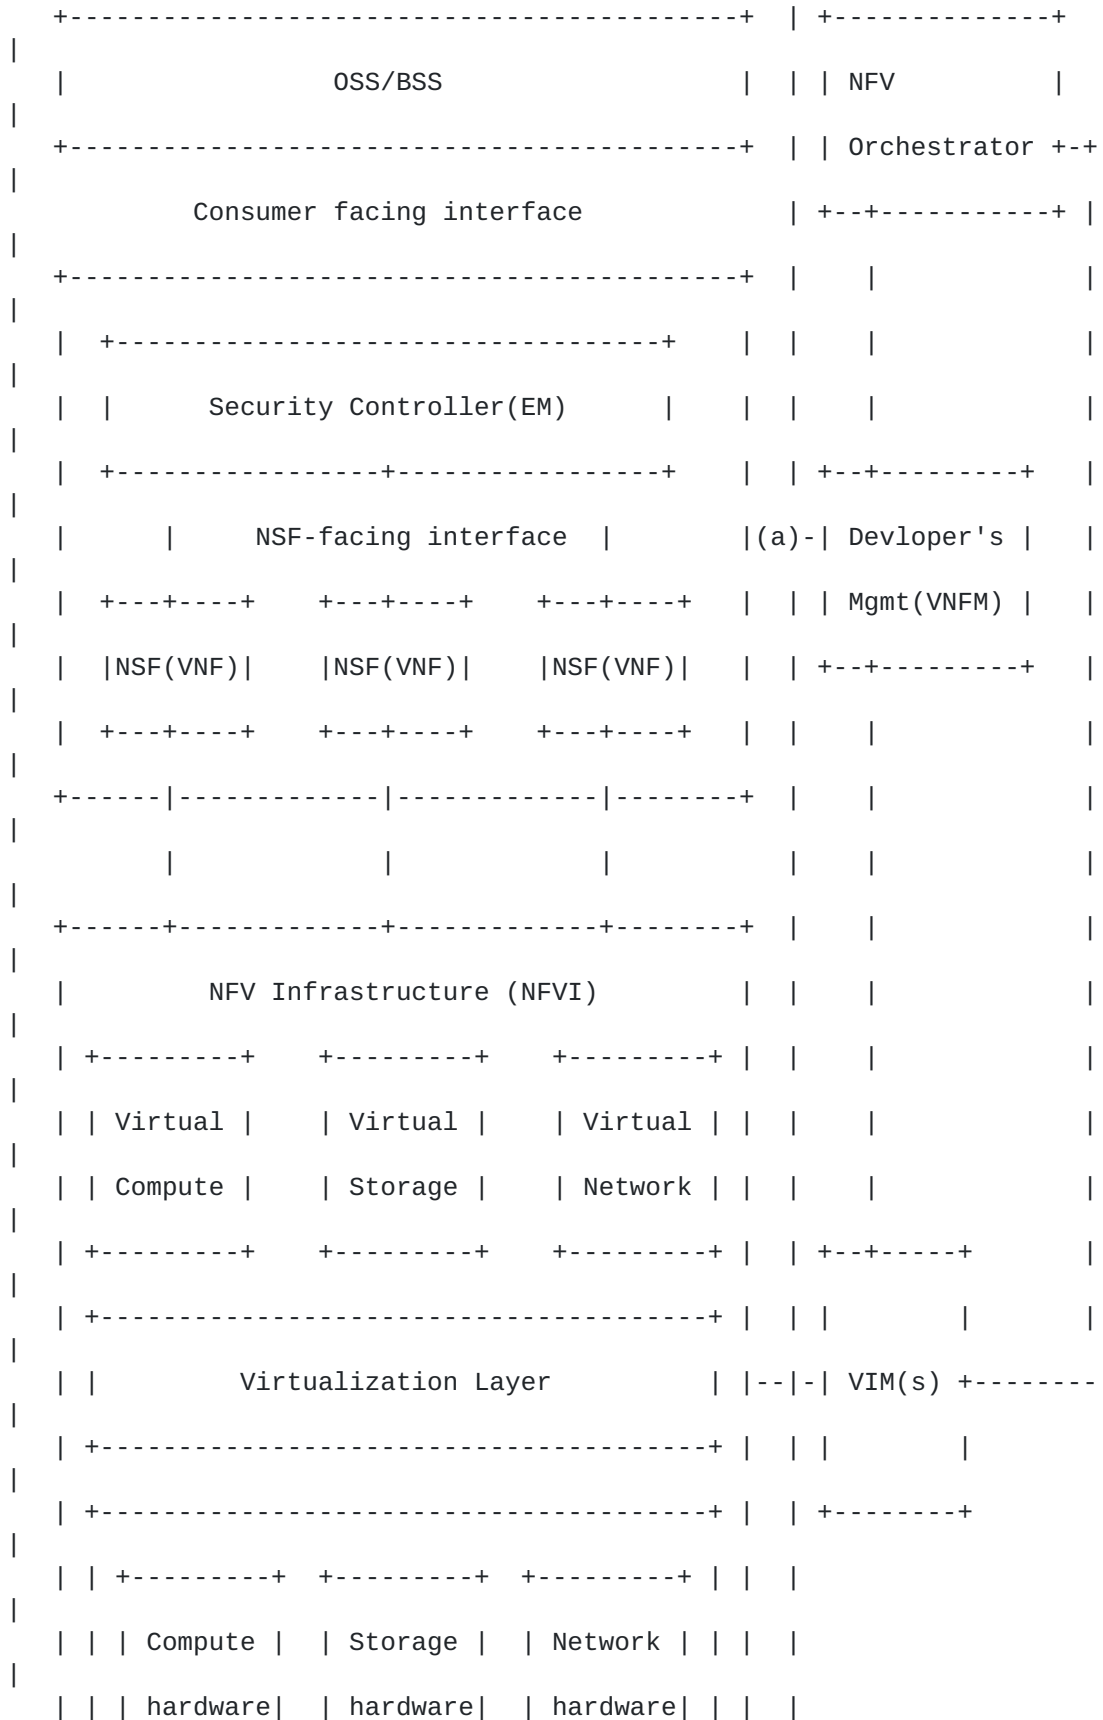 +-------------------------------------------+  | +--------------+
|
|                 OSS/BSS                   |  | | NFV          |
|
+-------------------------------------------+  | | Orchestrator +-+
|
Consumer facing interface             | +--+-----------+ |
|
+-------------------------------------------+  |    |             |
|
|  +-----------------------------------+    |  |    |             |
|
|  |      Security Controller(EM)      |    |  |    |             |
|
|  +-----------------+-----------------+    |  | +--+---------+   |
|
|      |     NSF-facing interface  |        |(a)-| Devloper's |   |
|
|  +---+----+    +---+----+    +---+----+   |  | | Mgmt(VNFM) |   |
|
|  |NSF(VNF)|    |NSF(VNF)|    |NSF(VNF)|   |  | +--+---------+   |
|
|  +---+----+    +---+----+    +---+----+   |  |    |             |
|
+------|-------------|-------------|--------+  |    |             |
|
|             |             |           |    |             |
|
+------+-------------+-------------+--------+  |    |             |
|
|         NFV Infrastructure (NFVI)         |  |    |             |
|
| +---------+    +---------+    +---------+ |  |    |             |
|
| | Virtual |    | Virtual |    | Virtual | |  |    |             |
|
| | Compute |    | Storage |    | Network | |  |    |             |
|
| +---------+    +---------+    +---------+ |  | +--+-----+       |
|
| +---------------------------------------+ |  | |        |       |
|
| |         Virtualization Layer          | |--|-| VIM(s) +--------
|
| +---------------------------------------+ |  | |        |
|
| +---------------------------------------+ |  | +--------+
|
| | +---------+  +---------+  +---------+ | |  |
|
| | | Compute |  | Storage |  | Network | | |  |
|
| | | hardware|  | hardware|  | hardware| | |  |